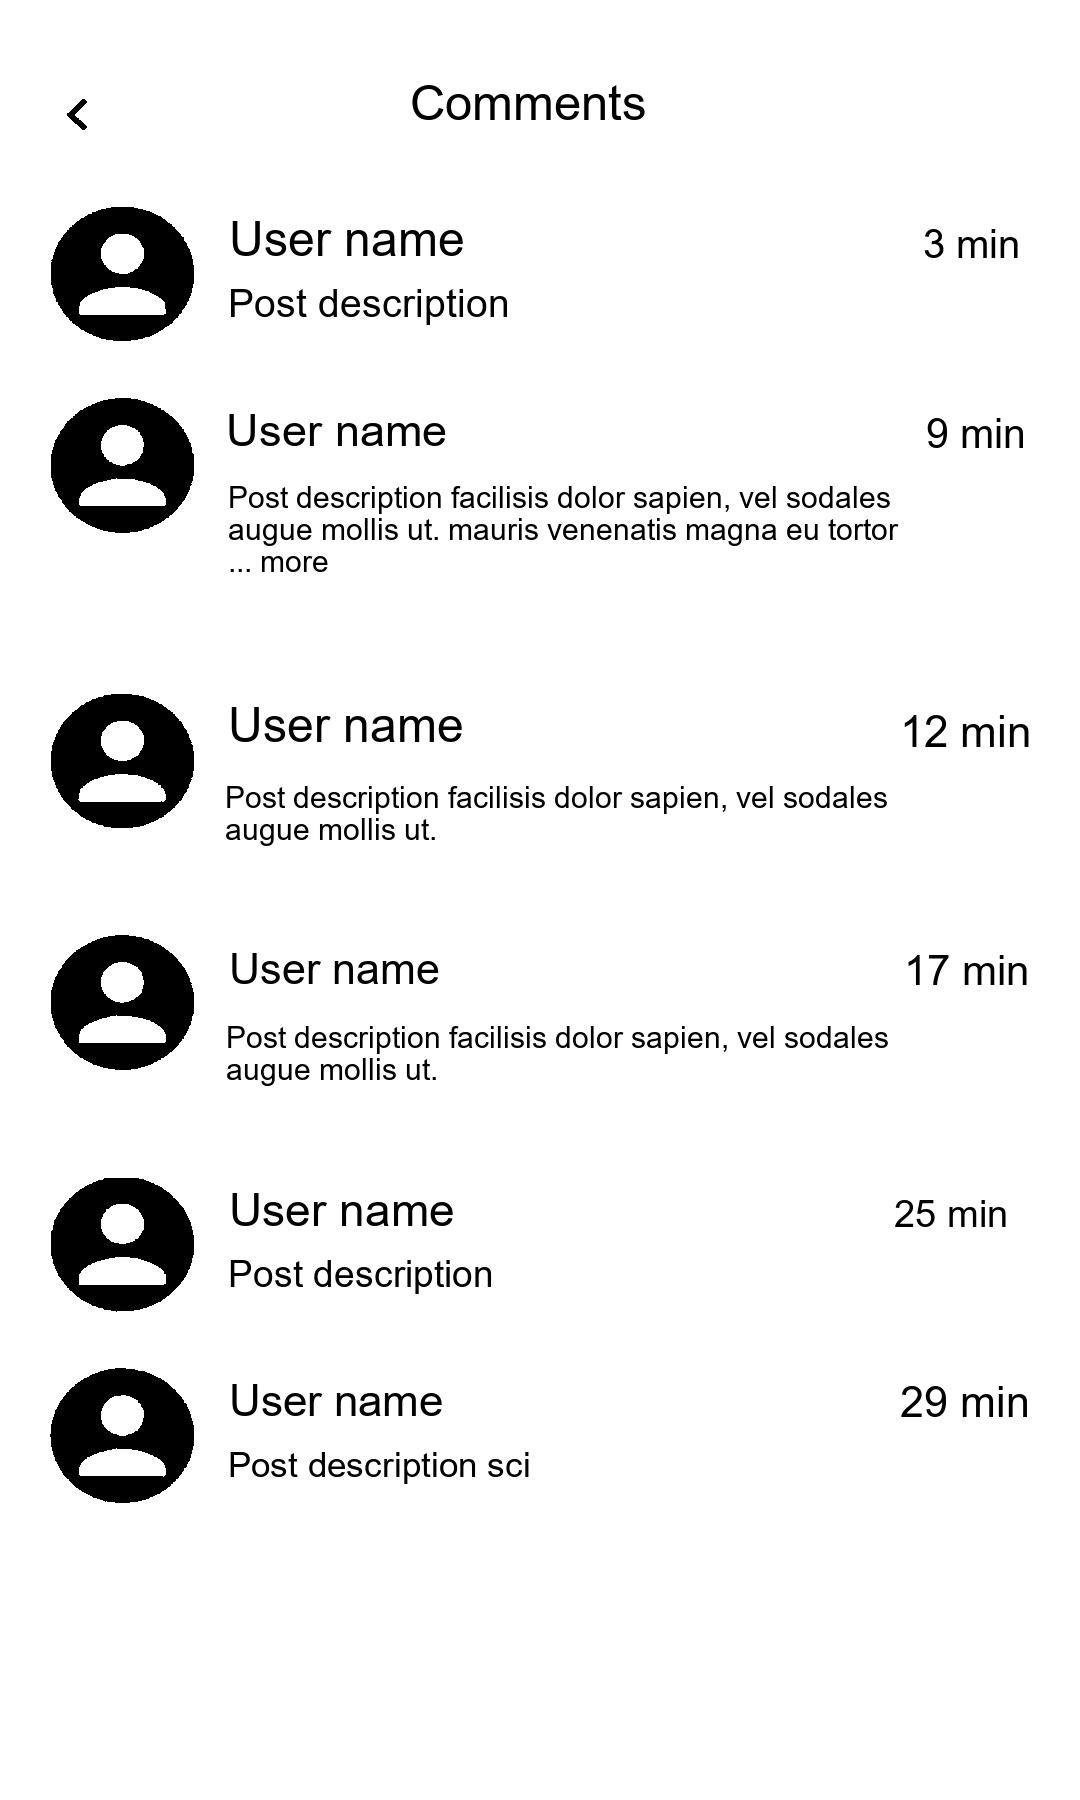 Comments
User name
3 min
Post description
User name
9 min
Post description facilisis dolor sapien, vel sodales
augue mollis ut. mauris venenatis magna eu tortor
... more
User name
12 min
Post description facilisis dolor sapien, vel sodales
augue mollis ut.
User name
17 min
Post description facilisis dolor sapien, vel sodales
augue mollis ut.
User name
25 min
Post description
User name
29 min
Post description sci